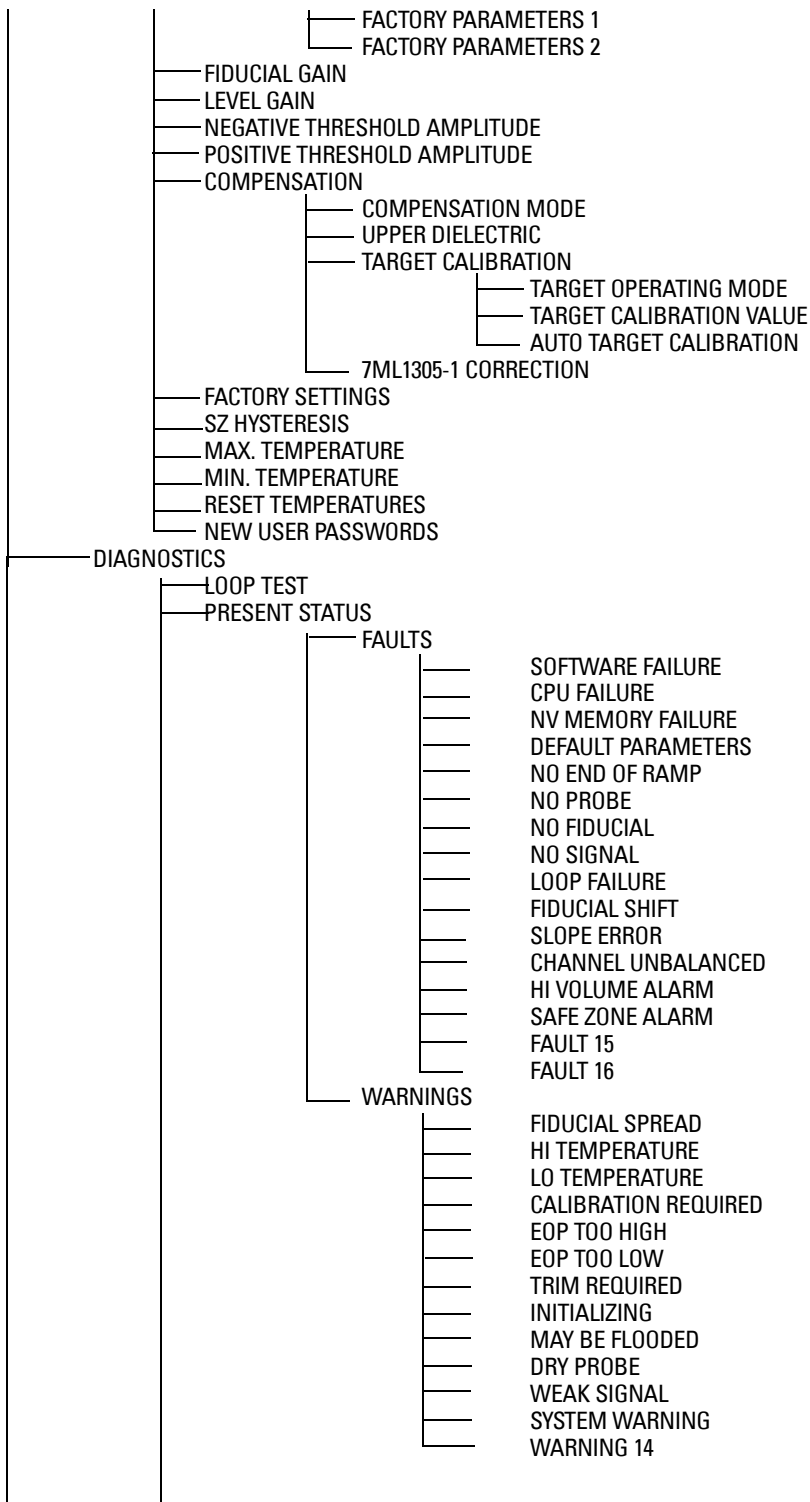 FACTORY PARAMETERS 1
FACTORY PARAMETERS 2
FIDUCIAL GAIN
LEVEL GAIN
NEGATIVE THRESHOLD AMPLITUDE
POSITIVE THRESHOLD AMPLITUDE
COMPENSATION
COMPENSATION MODE
UPPER DIELECTRIC
TARGET CALIBRATION
TARGET OPERATING MODE
TARGET CALIBRATION VALUE
AUTO TARGET CALIBRATION
7ML1305-1 CORRECTION
FACTORY SETTINGS
SZ HYSTERESIS
MAX. TEMPERATURE
MIN. TEMPERATURE
RESET TEMPERATURES
NEW USER PASSWORDS
DIAGNOSTICS
LOOP TEST
PRESENT STATUS
FAULTS
SOFTWARE FAILURE
CPU FAILURE
NV MEMORY FAILURE
DEFAULT PARAMETERS
NO END OF RAMP
NO PROBE
NO FIDUCIAL
NO SIGNAL
LOOP FAILURE
FIDUCIAL SHIFT
SLOPE ERROR
CHANNEL UNBALANCED
HI VOLUME ALARM
SAFE ZONE ALARM
FAULT 15
FAULT 16
WARNINGS
FIDUCIAL SPREAD
HI TEMPERATURE
LO TEMPERATURE
CALIBRATION REQUIRED
EOP TOO HIGH
EOP TOO LOW
TRIM REQUIRED
INITIALIZING
MAY BE FLOODED
DRY PROBE
WEAK SIGNAL
SYSTEM WARNING
WARNING 14